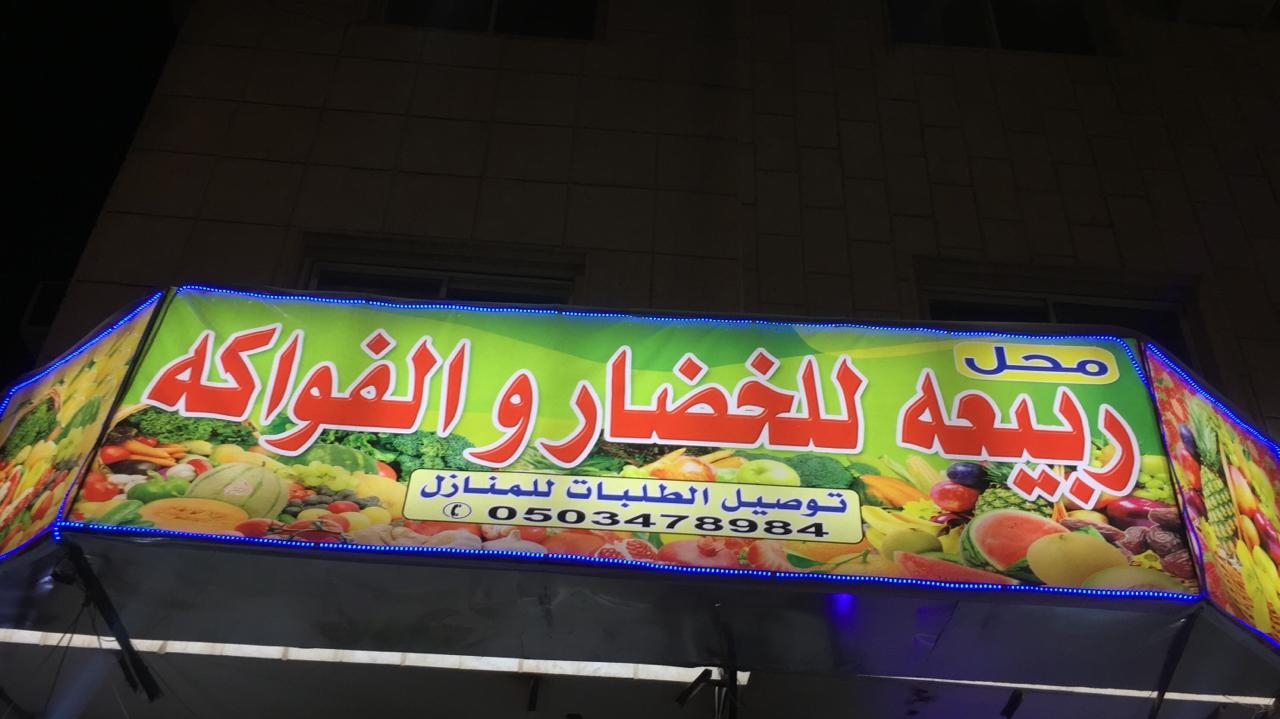 محل
ربيعه للخضار و الفواكه
توصيل الطلبات للمنازل
0503478984